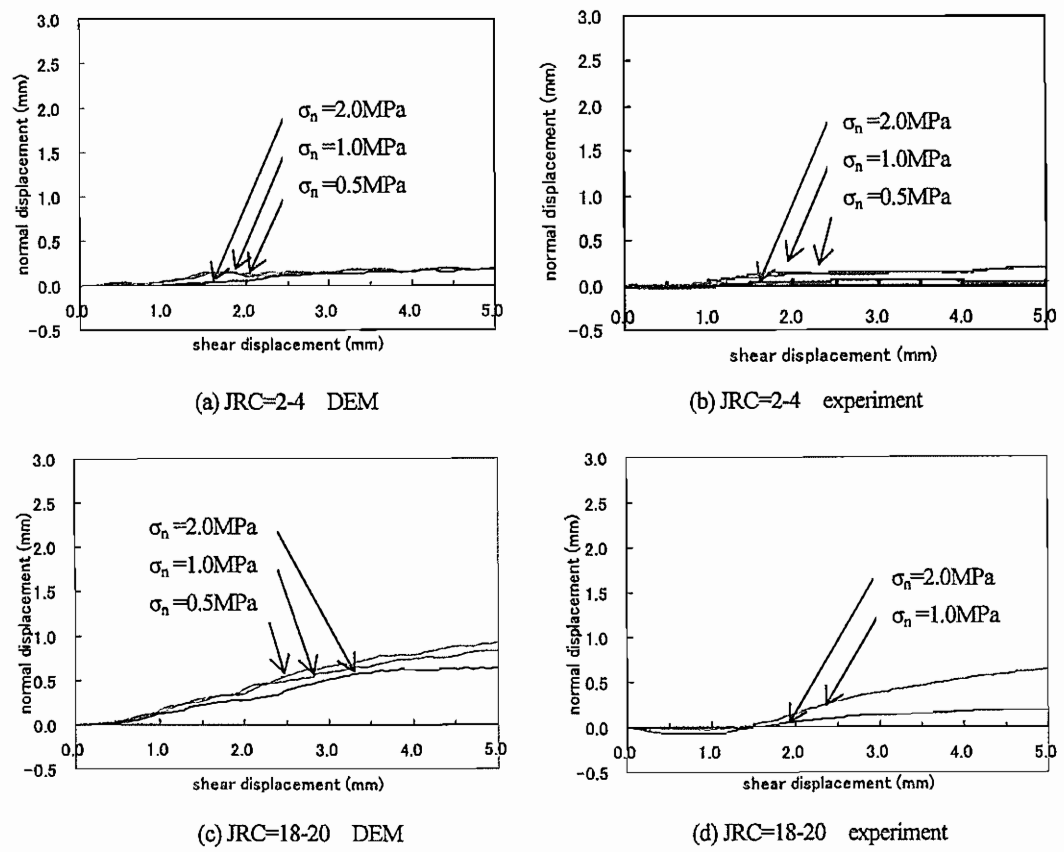 3.0
2.5
2.0
1.5
1.0
0.5
0.0
-0.5
normal displacement (mm)
σn =2.0MPa
σn =1.0MPa
σn =0.5MPa
0.0 1.0 2.0 3.0 4.0 5.0
shear displacement (mm)
(a) JRC=2-4 DEM
3.0
2.5
2.0
1.5
1.0
0.5
0.0
-0.5
normal displacement (mm)
σn =2.0MPa
σn =1.0MPa
σn =0.5MPa
0.0 1.0 2.0 3.0 4.0 5.0
shear displacement (mm)
(b) JRC=2-4 experiment
3.0
2.5
2.0
1.5
1.0
0.5
0.0
-0.5
normal displacement (mm)
σn =2.0MPa
σn =1.0MPa
σn =0.5MPa
0.0 1.0 2.0 3.0 4.0 5.0
shear displacement (mm)
(c) JRC=18-20 DEM
3.0
2.5
2.0
1.5
1.0
0.5
0.0
-0.5
normal displacement (mm)
σn=2.0MPa
σn =1.0MPa
0.0 1.0 2.0 3.0 4.0 5.0
shear displacement (mm)
(d) JRC=18-20 experiment